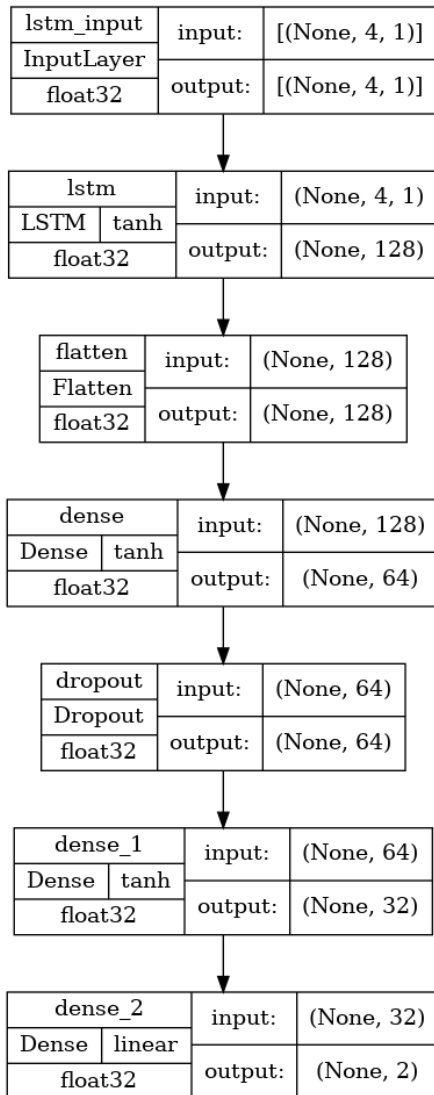 lstm_input input: [(None, 4, 1)]
InputLayer
float32 output: [(None, 4, 1)]
lstm input: (None, 4, 1)
LSTM tanh
float32 output: (None, 128)
flatten input: (None, 128)
Flatten
float32 output: (None, 128)
dense input: (None, 128)
Dense tanh
float32 output: (None, 64)
dropout input: (None, 64)
Dropout
float32 output: (None, 64)
dense_1 input: (None, 64)
Dense tanh
float32 output: (None, 32)
dense_2 input: (None, 32)
Dense linear
float32 output: (None, 2)